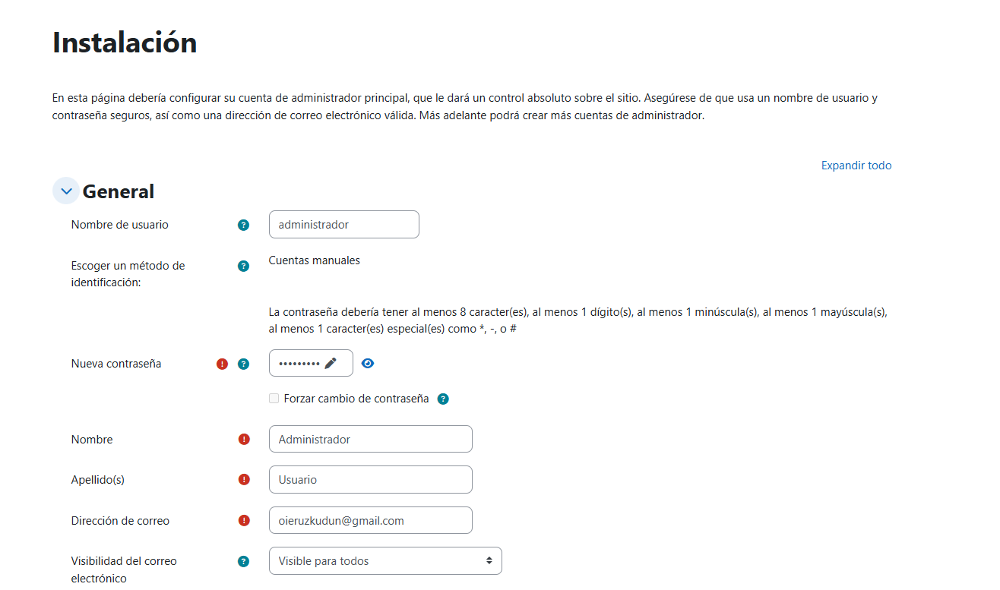 Instalación
En esta página debería configurar su cuenta de administrador principal, que le dará un control absoluto sobre el sitio. Asegúrese de que usa un nombre de usuario y
contraseña seguros, así como una dirección de correo electrónico válida. Más adelante podrá crear más cuentas de administrador.
Expandir todo
General
Nombre de usuario
administrador
Escoger un método de
identificación:
Cuentas manuales
La contraseña debería tener al menos 8 caracter(es), al menos 1 dígito(s), al menos 1 minúscula(s), al menos 1 mayúscula(s),
al menos 1 caracter(es) especial(es) como *, -, o #
Nueva contraseña
•••••••••
Forzar cambio de contraseña
Nombre
Administrador
Apellido(s)
Usuario
Dirección de correo
oieruzkudun@gmail.com
Visibilidad del correo
electrónico
Visible para todos